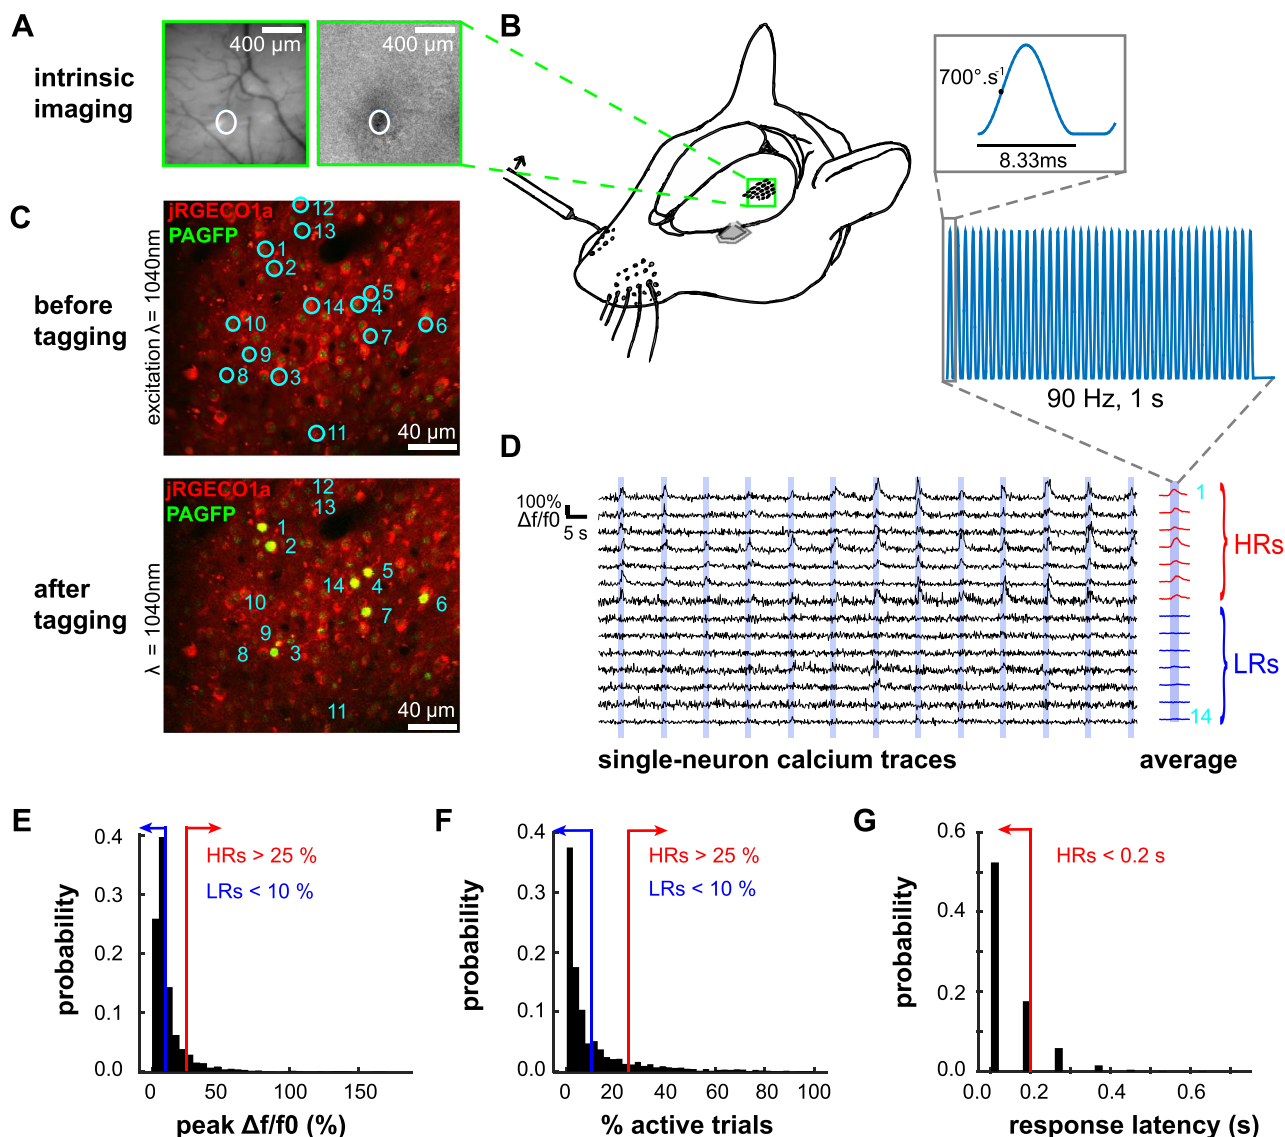 A
intrinsic
imaging
400 µm
400 µm
B
700°.s-1
8.33ms
90 Hz, 1 s
C
before
tagging
excitation λ = 1040nm
jRGECO1a
PAGFP
12
13
1
2
5
4
14
10
6
7
9
8
3
11
40 µm
after
tagging
λ = 1040nm
jRGECO1a
PAGFP
12
13
1
2
5
14
4
10
6
7
9
8
3
11
40 µm
D
100%
Δf/f0
5 s
1
HRs
LRs
14
single-neuron calcium traces
average
E
probability
0.4
0.3
0.2
0.1
0.0
HRs > 25 %
LRs < 10 %
0
50
100
150
peak Δf/f0 (%)
F
probability
0.4
0.3
0.2
0.1
0.0
HRs > 25 %
LRs < 10 %
0
20
40
60
80
100
% active trials
G
probability
0.6
0.4
0.2
0.0
HRs < 0.2 s
0.0
0.2
0.4
0.6
response latency (s)